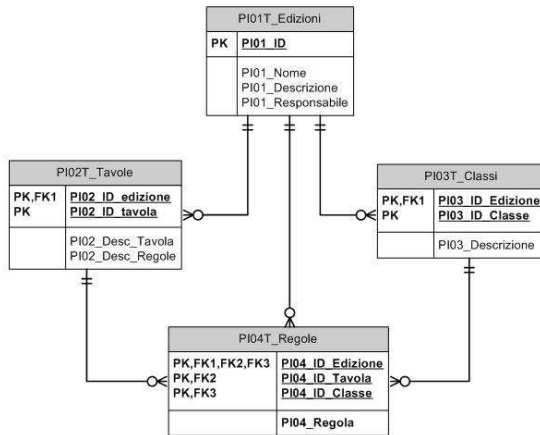 PI01T_Edizioni
PK PI01_ID
PI01_Nome
PI01_Descrizione
PI01_Responsabile
PI02T_Tavole
PK,FK1 PI02_ID_edizione
PK PI02_ID_tavola
PI02_Desc_Tavola
PI02_Desc_Regole
PI03T_Classi
PK,FK1 PI03_ID_Edizione
PK PI03_ID_Classe
PI03_Descrizione
PI04T_Regole
PK,FK1,FK2,FK3 PI04_ID_Edizione
PK,FK2 PI04_ID_Tavola
PK,FK3 PI04_ID_Classe
PI04_Regola